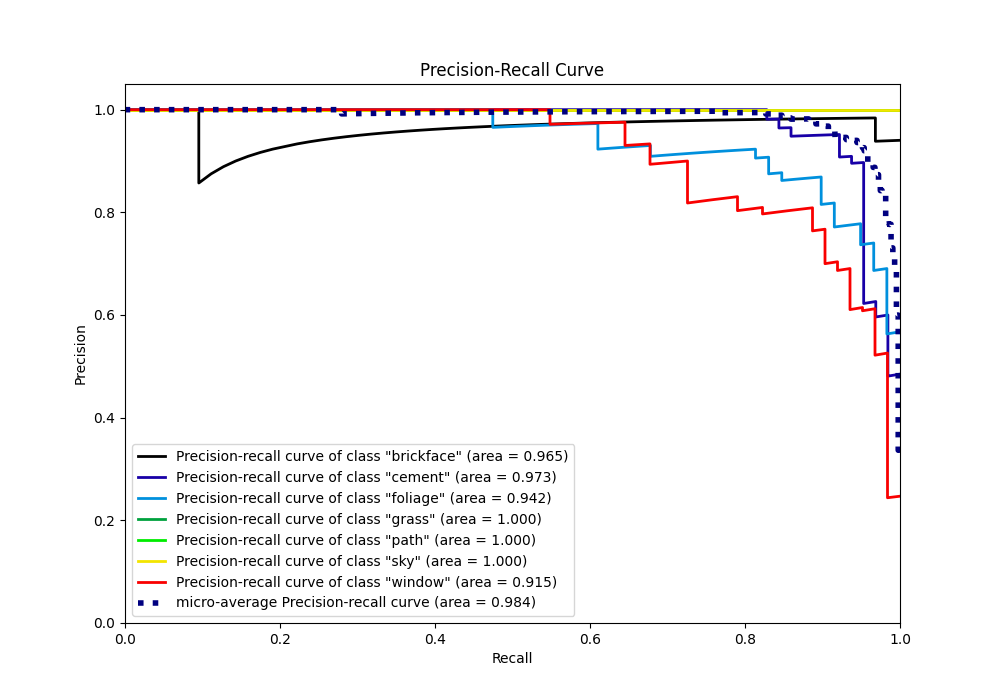 Precision-Recall Curve
1.0
0.8
0.6
0.4
0.2
0.0
Precision
Precision-recall curve of class "brickface" (area = 0.965)
Precision-recall curve of class "cement" (area = 0.973)
Precision-recall curve of class "foliage" (area = 0.942)
Precision-recall curve of class "grass" (area = 1.000)
Precision-recall curve of class "path" (area = 1.000)
Precision-recall curve of class "sky" (area = 1.000)
Precision-recall curve of class "window" (area = 0.915)
micro-average Precision-recall curve (area = 0.984)
0.0 0.2 0.4 0.6 0.8 1.0
Recall